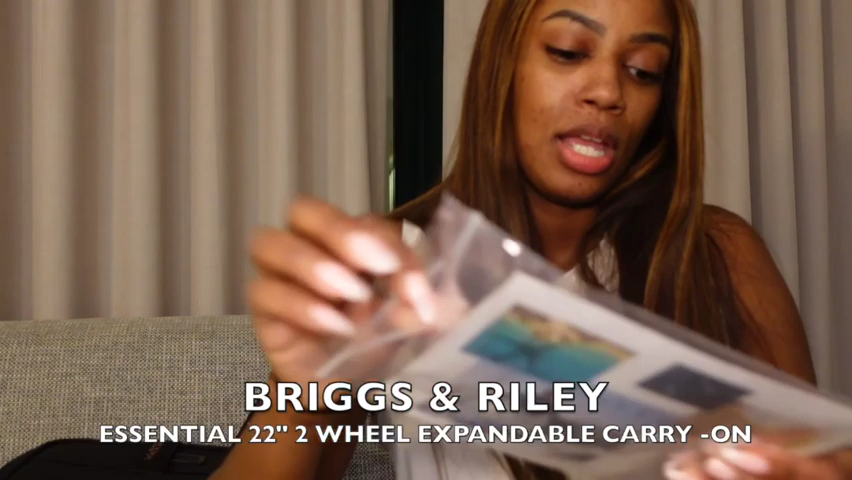 BRIGGS & RILEY
ESSENTIAL 22" 2 WHEEL EXPANDABLE CARRY -ON